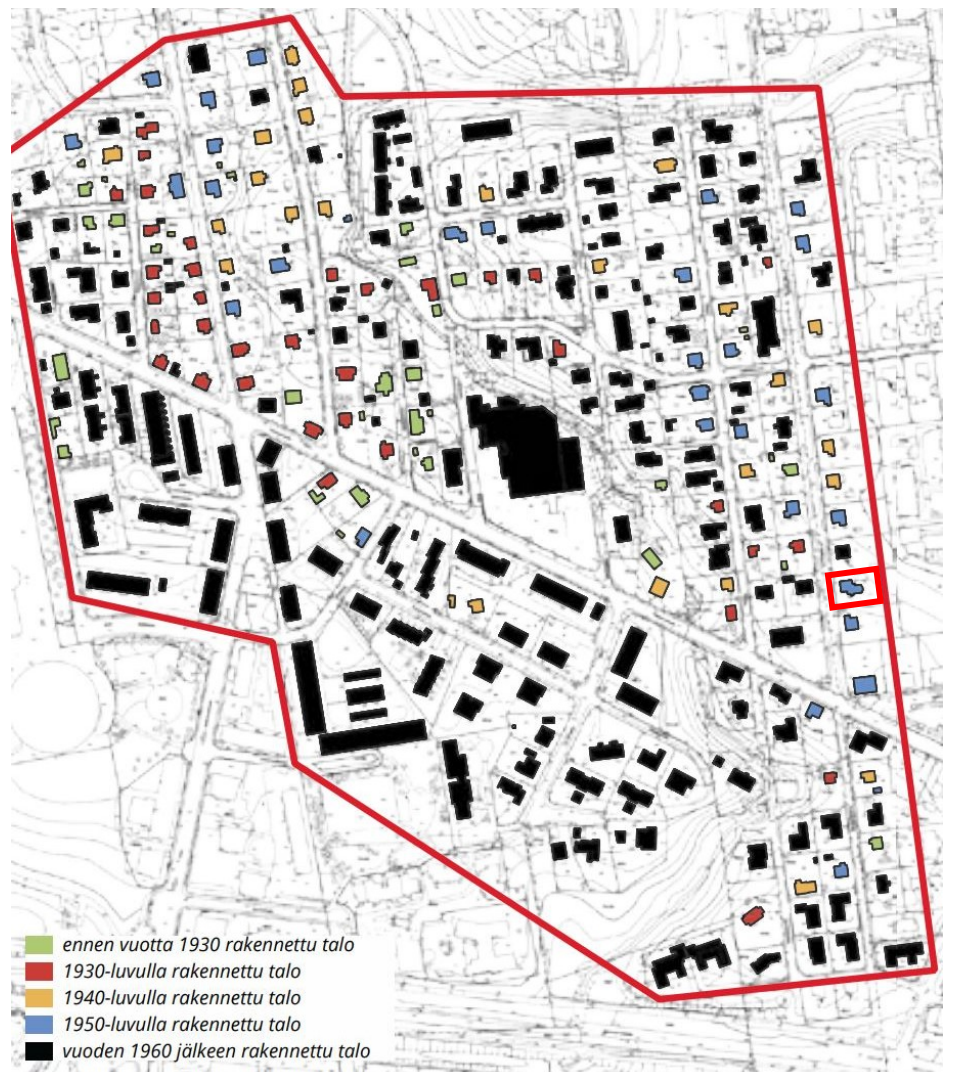 ennen vuotta 1930 rakennettu talo
1930-luvulla rakennettu talo
1940-luvulla rakennettu talo
1950-luvulla rakennettu talo
vuoden 1960 jälkeen rakennettu talo